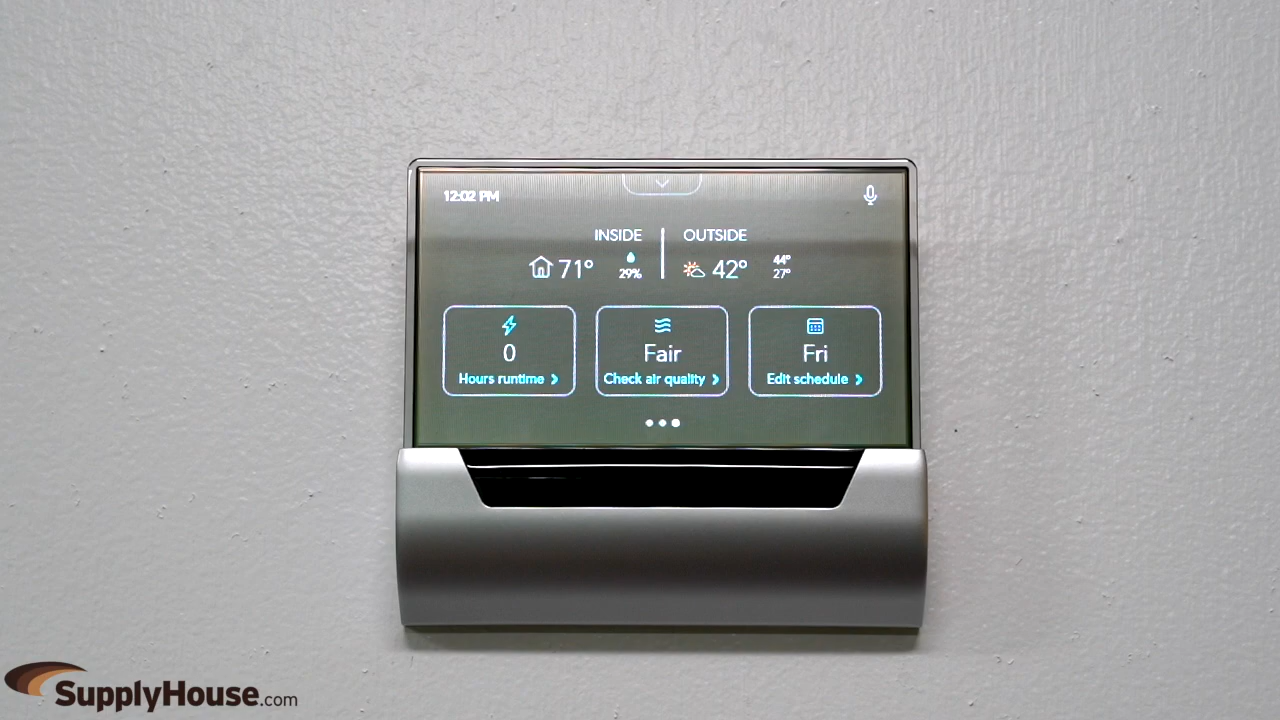 12:02 PM
INSIDE OUTSIDE
71° 29% 42° 44° 27°
0 Fair Fri
Hours runtime Check air quality Edit schedule
SupplyHouse.com